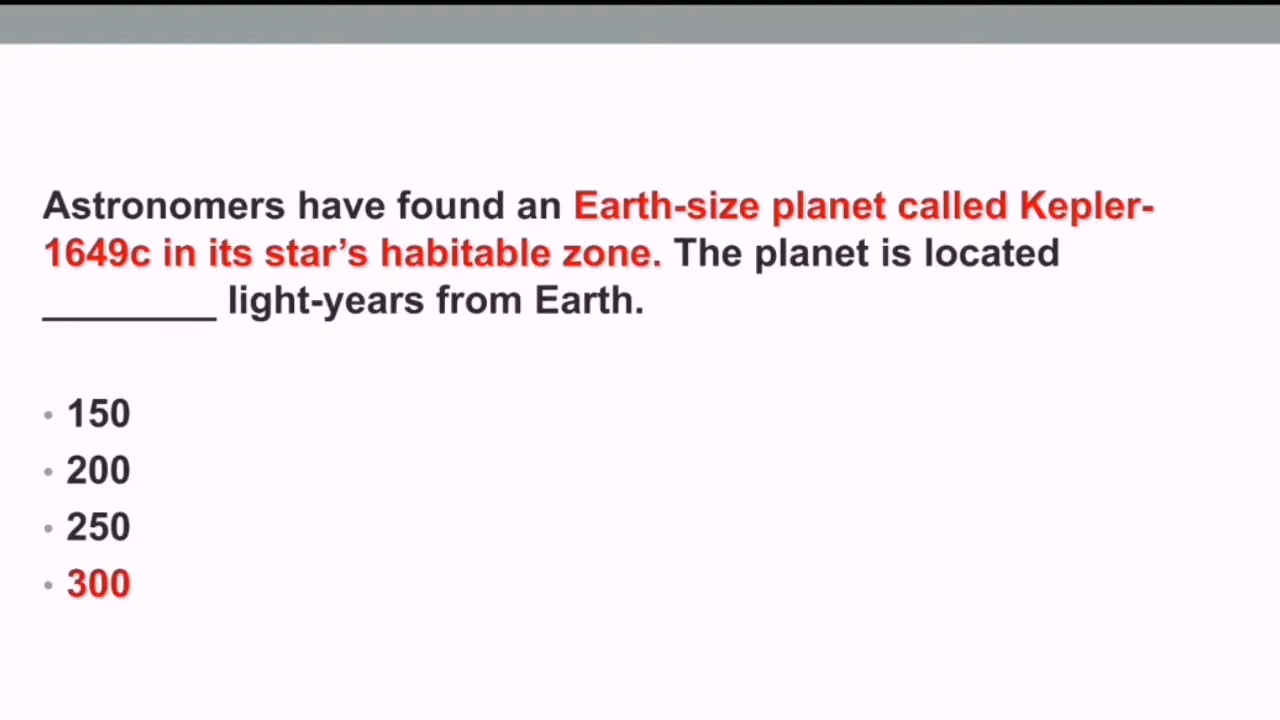 Astronomers have found an Earth-size planet called Kepler-
1649c in its star’s habitable zone. The planet is located
________ light-years from Earth.
• 150
• 200
• 250
• 300